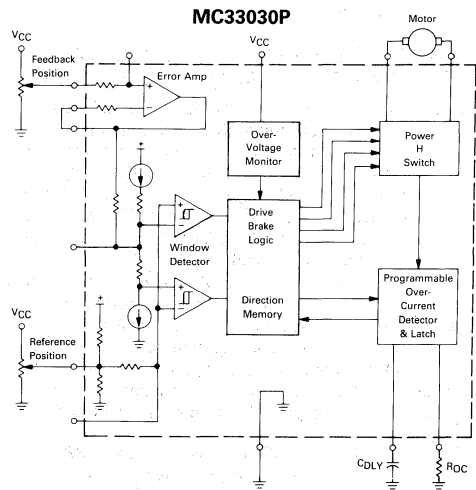 MC33030P
Motor
VCC
VCC
Feedback
Position
Error Amp
+
−
Over-
Voltage
Monitor
Power
H
Switch
+
+
−
Drive
Brake
Logic
Window
Detector
+
−
Direction
Memory
Programmable
Over-
Current
Detector
& Latch
VCC
+
Reference
Position
CDLY
ROC